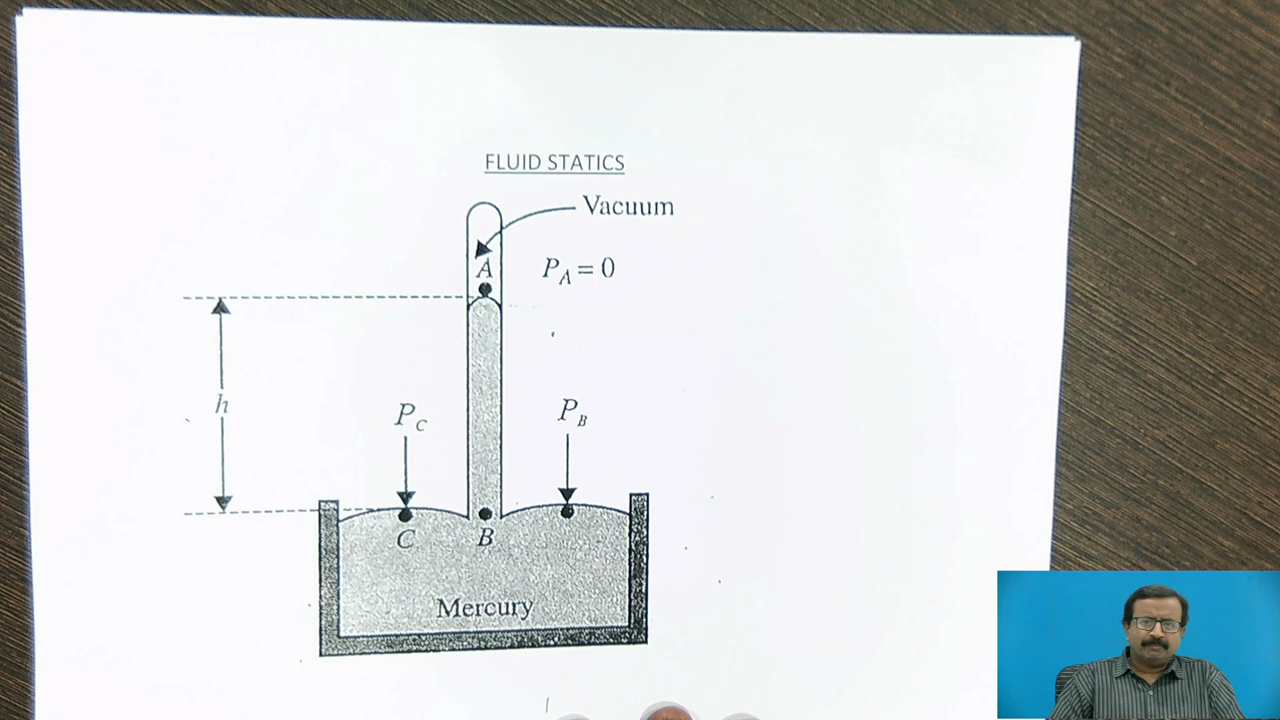 FLUID STATICS
Vacuum
A
P_A = 0
h
P_C
P_B
C
B
Mercury